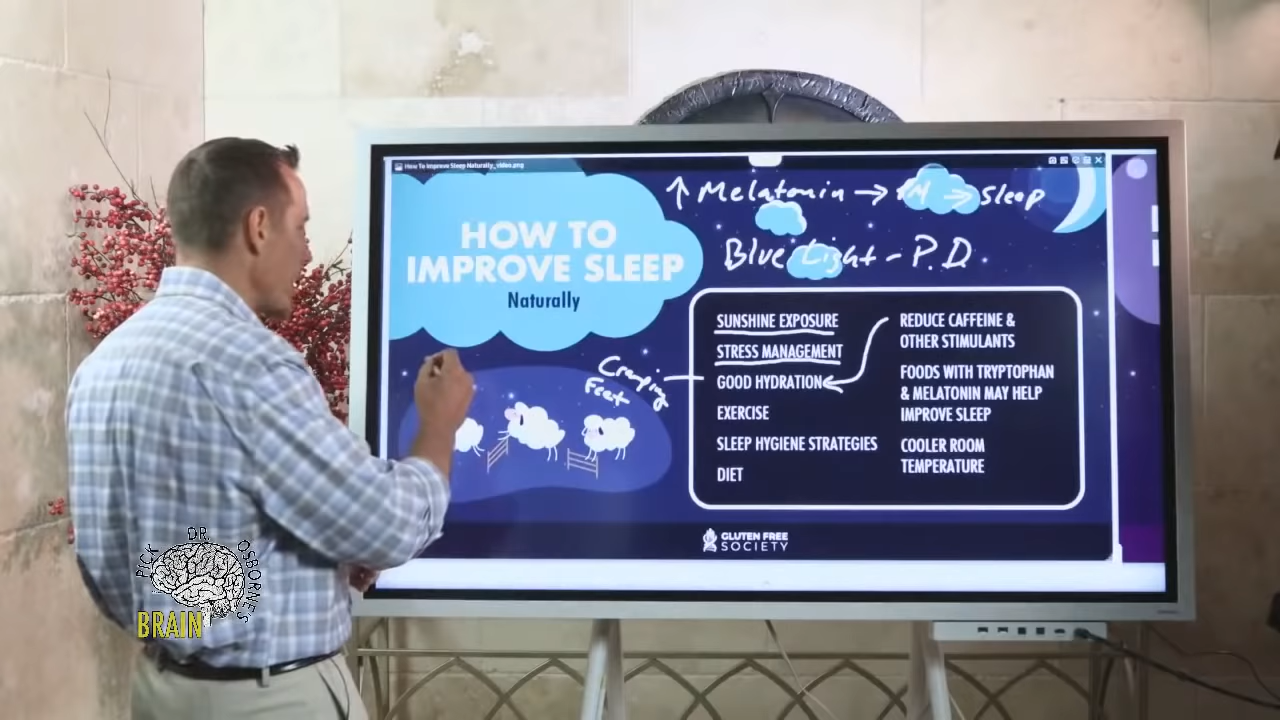 How To Improve Sleep Naturally_video.png
↑ Melatonin → → Sleep
HOW TO
IMPROVE SLEEP
Naturally
Blue Light - P.D.
SUNSHINE EXPOSURE
STRESS MANAGEMENT
GOOD HYDRATION
EXERCISE
SLEEP HYGIENE STRATEGIES
DIET
REDUCE CAFFEINE &
OTHER STIMULANTS
FOODS WITH TRYPTOPHAN
& MELATONIN MAY HELP
IMPROVE SLEEP
COOLER ROOM
TEMPERATURE
Cramping
Feet
GLUTEN FREE
SOCIETY
PICK DR. OSBORNE'S
BRAIN